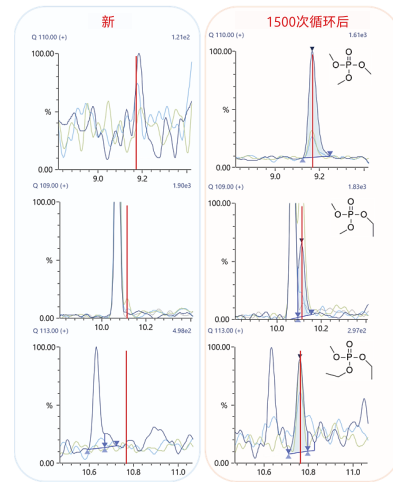 新
1500次循环后
Q 110.00 (+) 1.21e2
100.00
%
0.00
9.0 9.2
Q 110.00 (+) 1.61e3
100.00
%
0.00
9.0 9.2
O
O P O
O
Q 109.00 (+) 1.90e3
100.00
%
0.00
10.0 10.2
Q 109.00 (+) 1.83e3
100.00
%
0.00
10.0 10.2
O
O P O
O
Q 113.00 (+) 4.98e2
100.00
%
0.00
10.6 10.8 11.0
Q 113.00 (+) 2.97e2
100.00
%
0.00
10.6 10.8 11.0
O
O P O
O